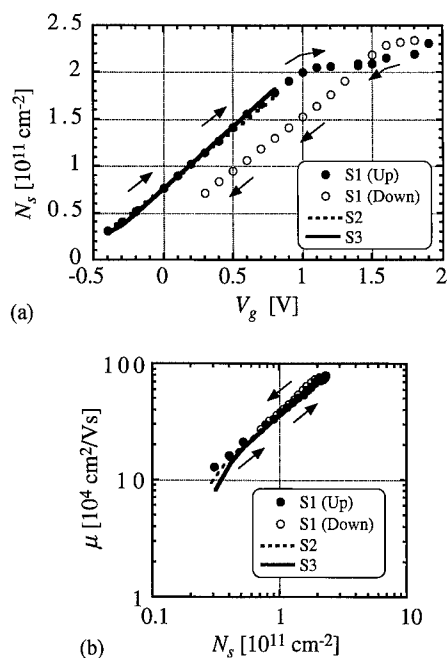 2.5
2
1.5
1
0.5
0
N_s [10^11 cm^-2]
-0.5 0 0.5 1 1.5 2
V_g [V]
S1 (Up)
S1 (Down)
S2
S3
(a)
100
10
1
μ [10^4 cm^2/Vs]
0.1 1 10
N_s [10^11 cm^-2]
S1 (Up)
S1 (Down)
S2
S3
(b)